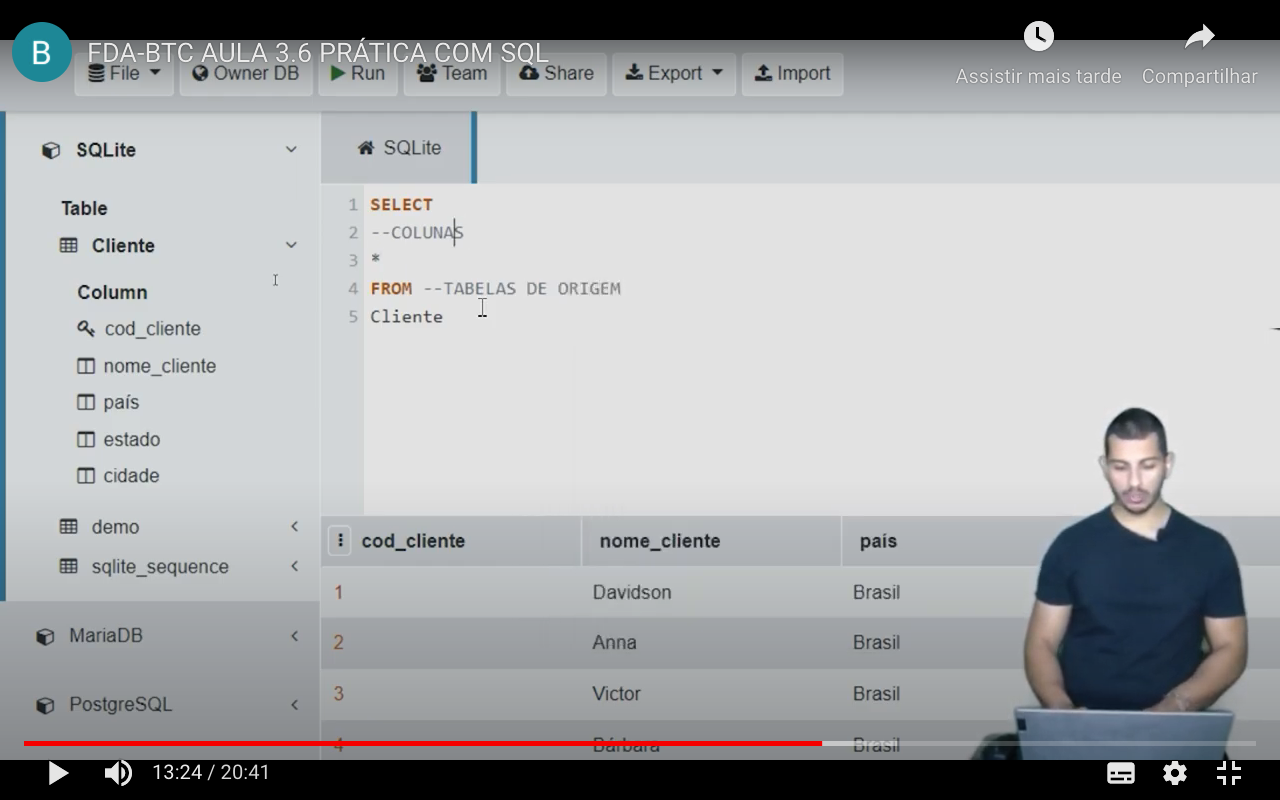 B
FDA-BTC AULA 3.6 PRÁTICA COM SQL
Assistir mais tarde
Compartilhar
File
Owner DB
Run
Team
Share
Export
Import
SQLite
Table
Cliente
Column
cod_cliente
nome_cliente
país
estado
cidade
demo
sqlite_sequence
MariaDB
PostgreSQL
SQLite
1 SELECT
2 --COLUNAS
3 *
4 FROM --TABELAS DE ORIGEM
5 Cliente
cod_cliente nome_cliente país
1 Davidson Brasil
2 Anna Brasil
3 Victor Brasil
4 Bárbara Brasil
13:24 / 20:41